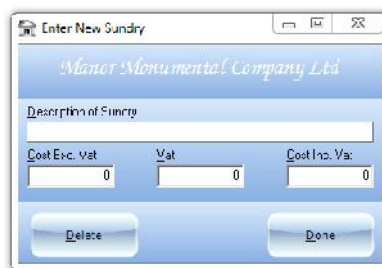 Enter New Sundry
Manor Monumental Company Ltd
Description of Sundry
Cost Exc. Vat Vat Cost Inc. Vat
0 0 0
Delete Done